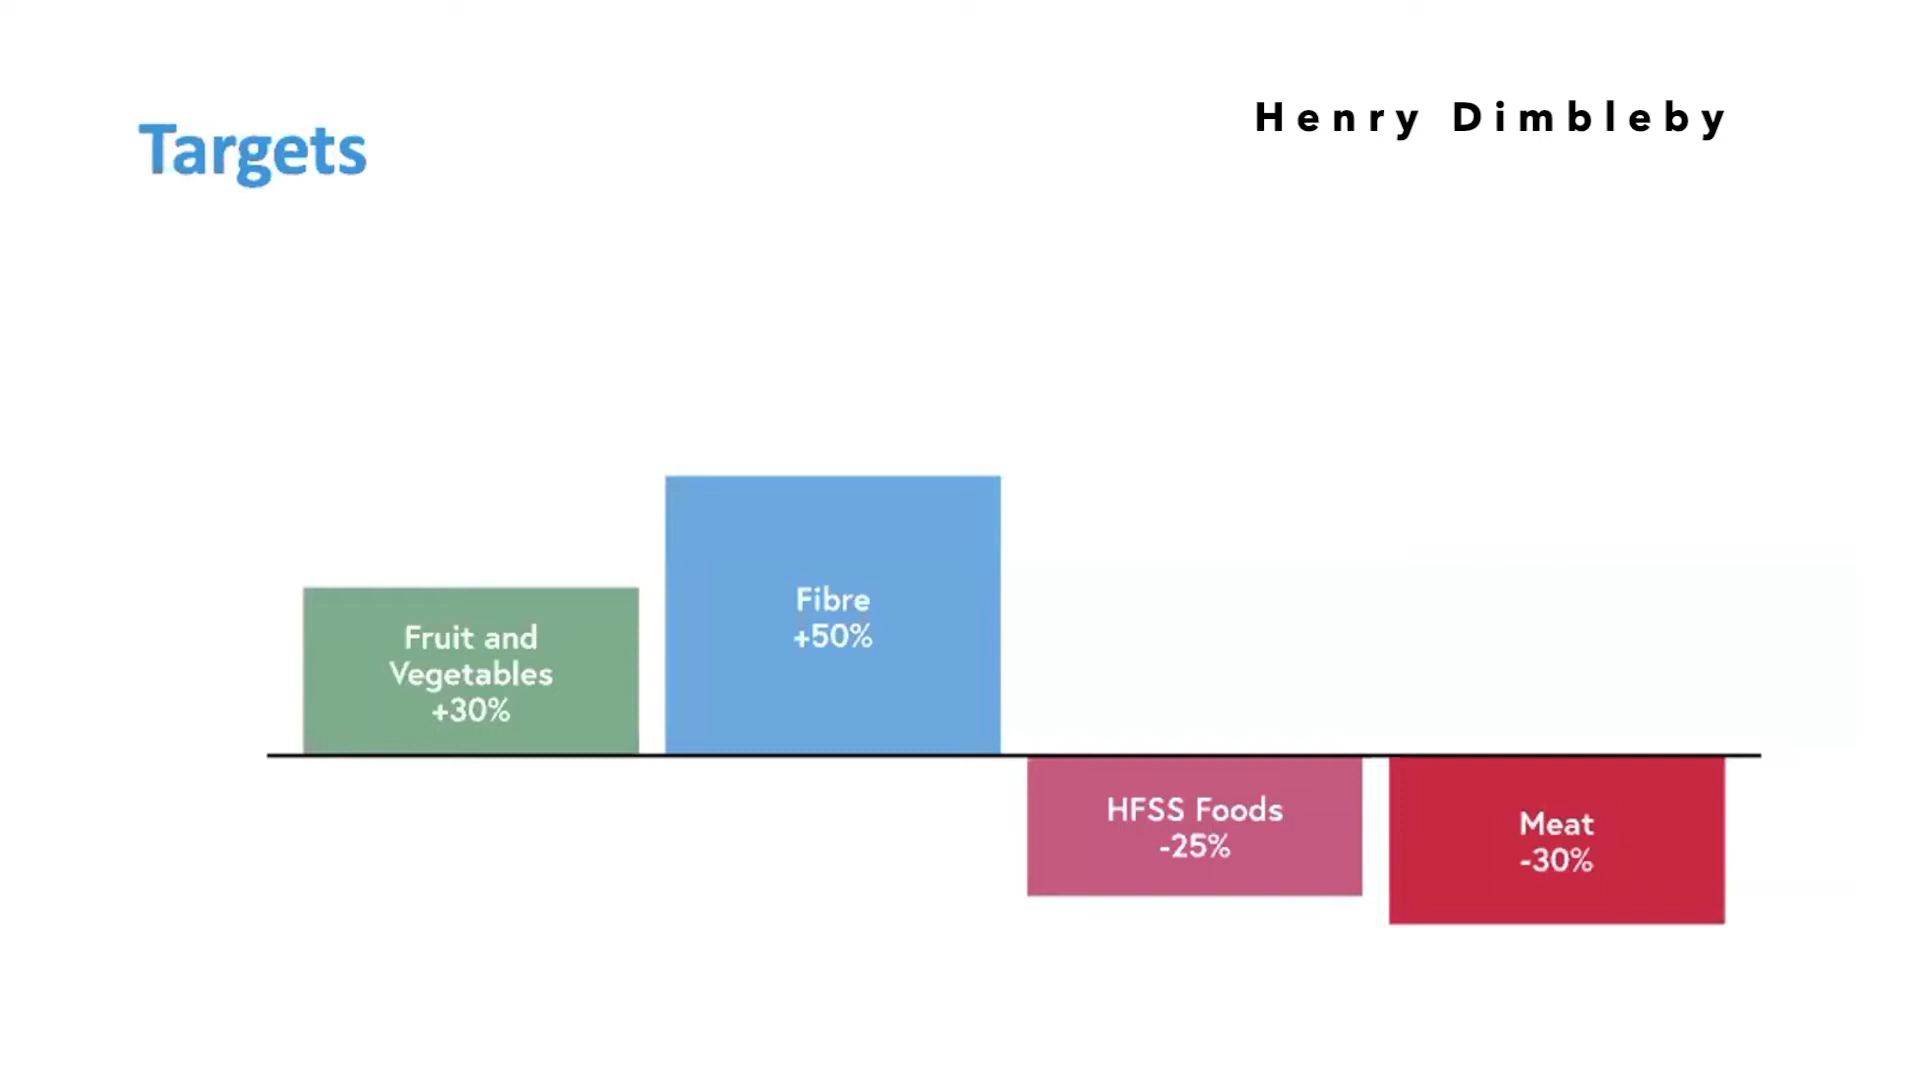 Targets
Henry Dimbleby
Fruit and
Vegetables
+30%
Fibre
+50%
HFSS Foods
-25%
Meat
-30%